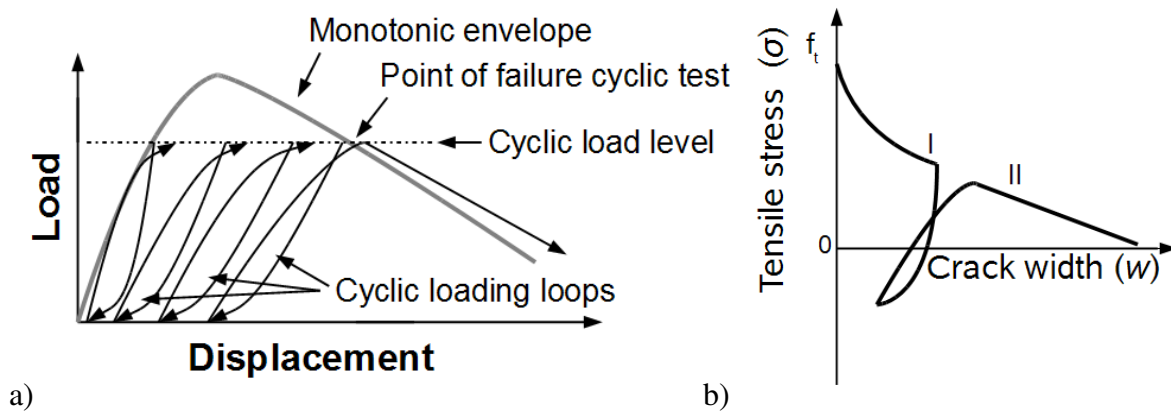 Monotonic envelope
Point of failure cyclic test
Cyclic load level
Load
Cyclic loading loops
Displacement
a)
Tensile stress (σ)
f_t
I
II
0
Crack width (w)
b)